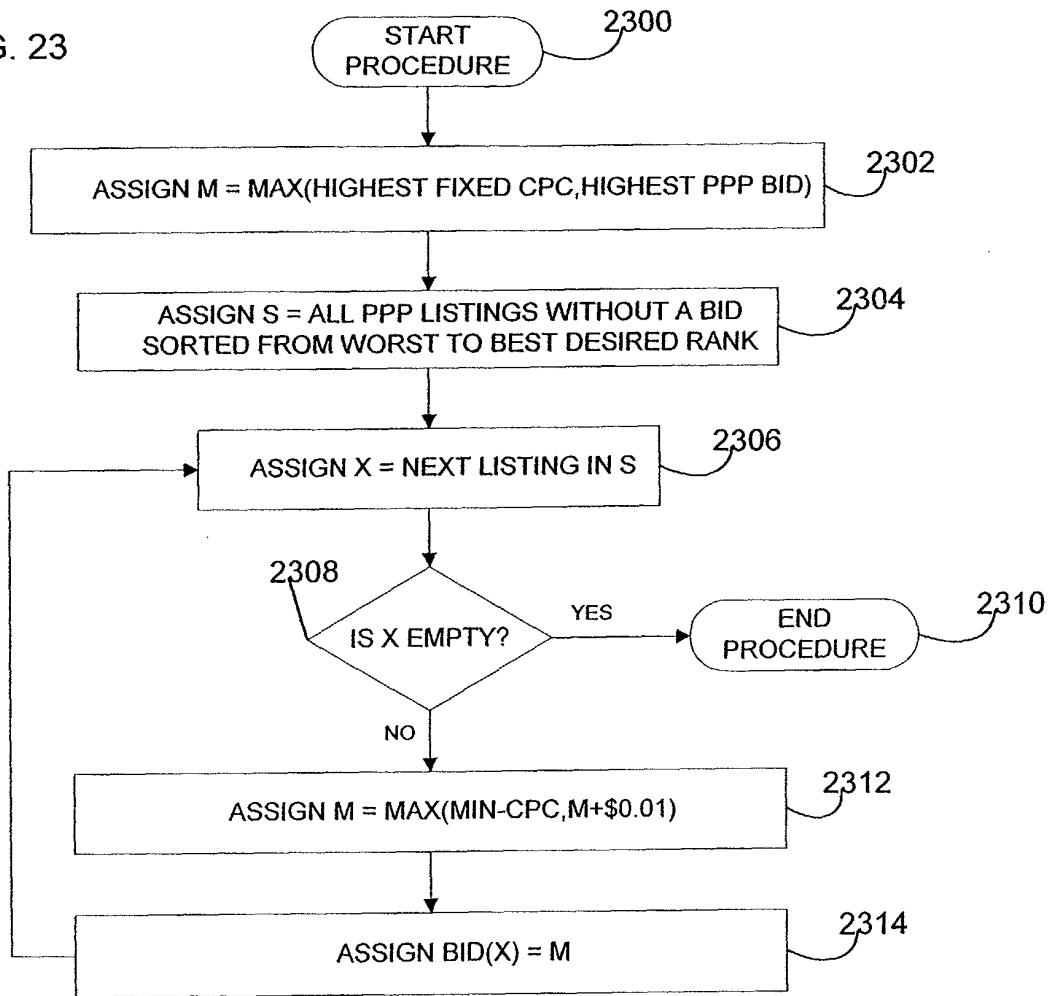 G. 23
START
PROCEDURE
2300
ASSIGN M = MAX(HIGHEST FIXED CPC,HIGHEST PPP BID)
2302
ASSIGN S = ALL PPP LISTINGS WITHOUT A BID
SORTED FROM WORST TO BEST DESIRED RANK
2304
ASSIGN X = NEXT LISTING IN S
2306
2308
IS X EMPTY?
YES
END
PROCEDURE
2310
NO
ASSIGN M = MAX(MIN-CPC,M+$0.01)
2312
ASSIGN BID(X) = M
2314